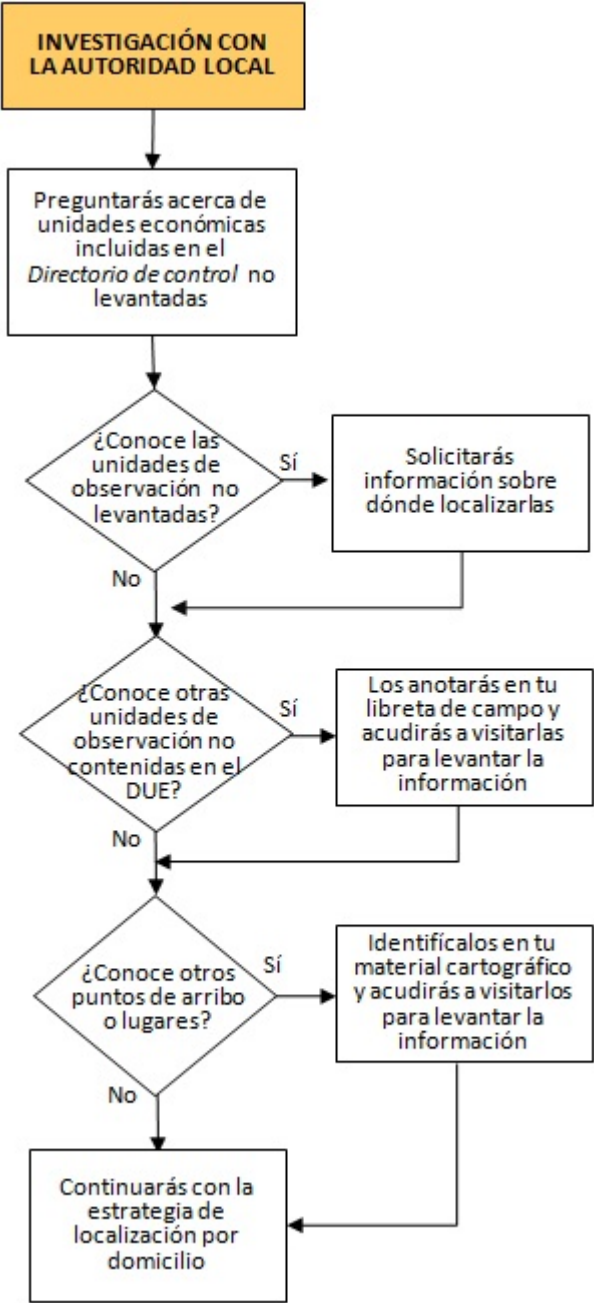 INVESTIGACIÓN CON
LA AUTORIDAD LOCAL
Preguntarás acerca de
unidades económicas
incluidas en el
Directorio de control no
levantadas
¿Conoce las
unidades de
observación no
levantadas?
Sí
Solicitarás
información sobre
dónde localizarlas
No
¿Conoce otras
unidades de
observación no
contenidas en el
DUE?
Sí
Los anotarás en tu
libreta de campo y
acudirás a visitarlas
para levantar la
información
No
¿Conoce otros
puntos de arribo
o lugares?
Sí
Identifícalos en tu
material cartográfico
y acudirás a visitarlos
para levantar la
información
No
Continuarás con la
estrategia de
localización por
domicilio